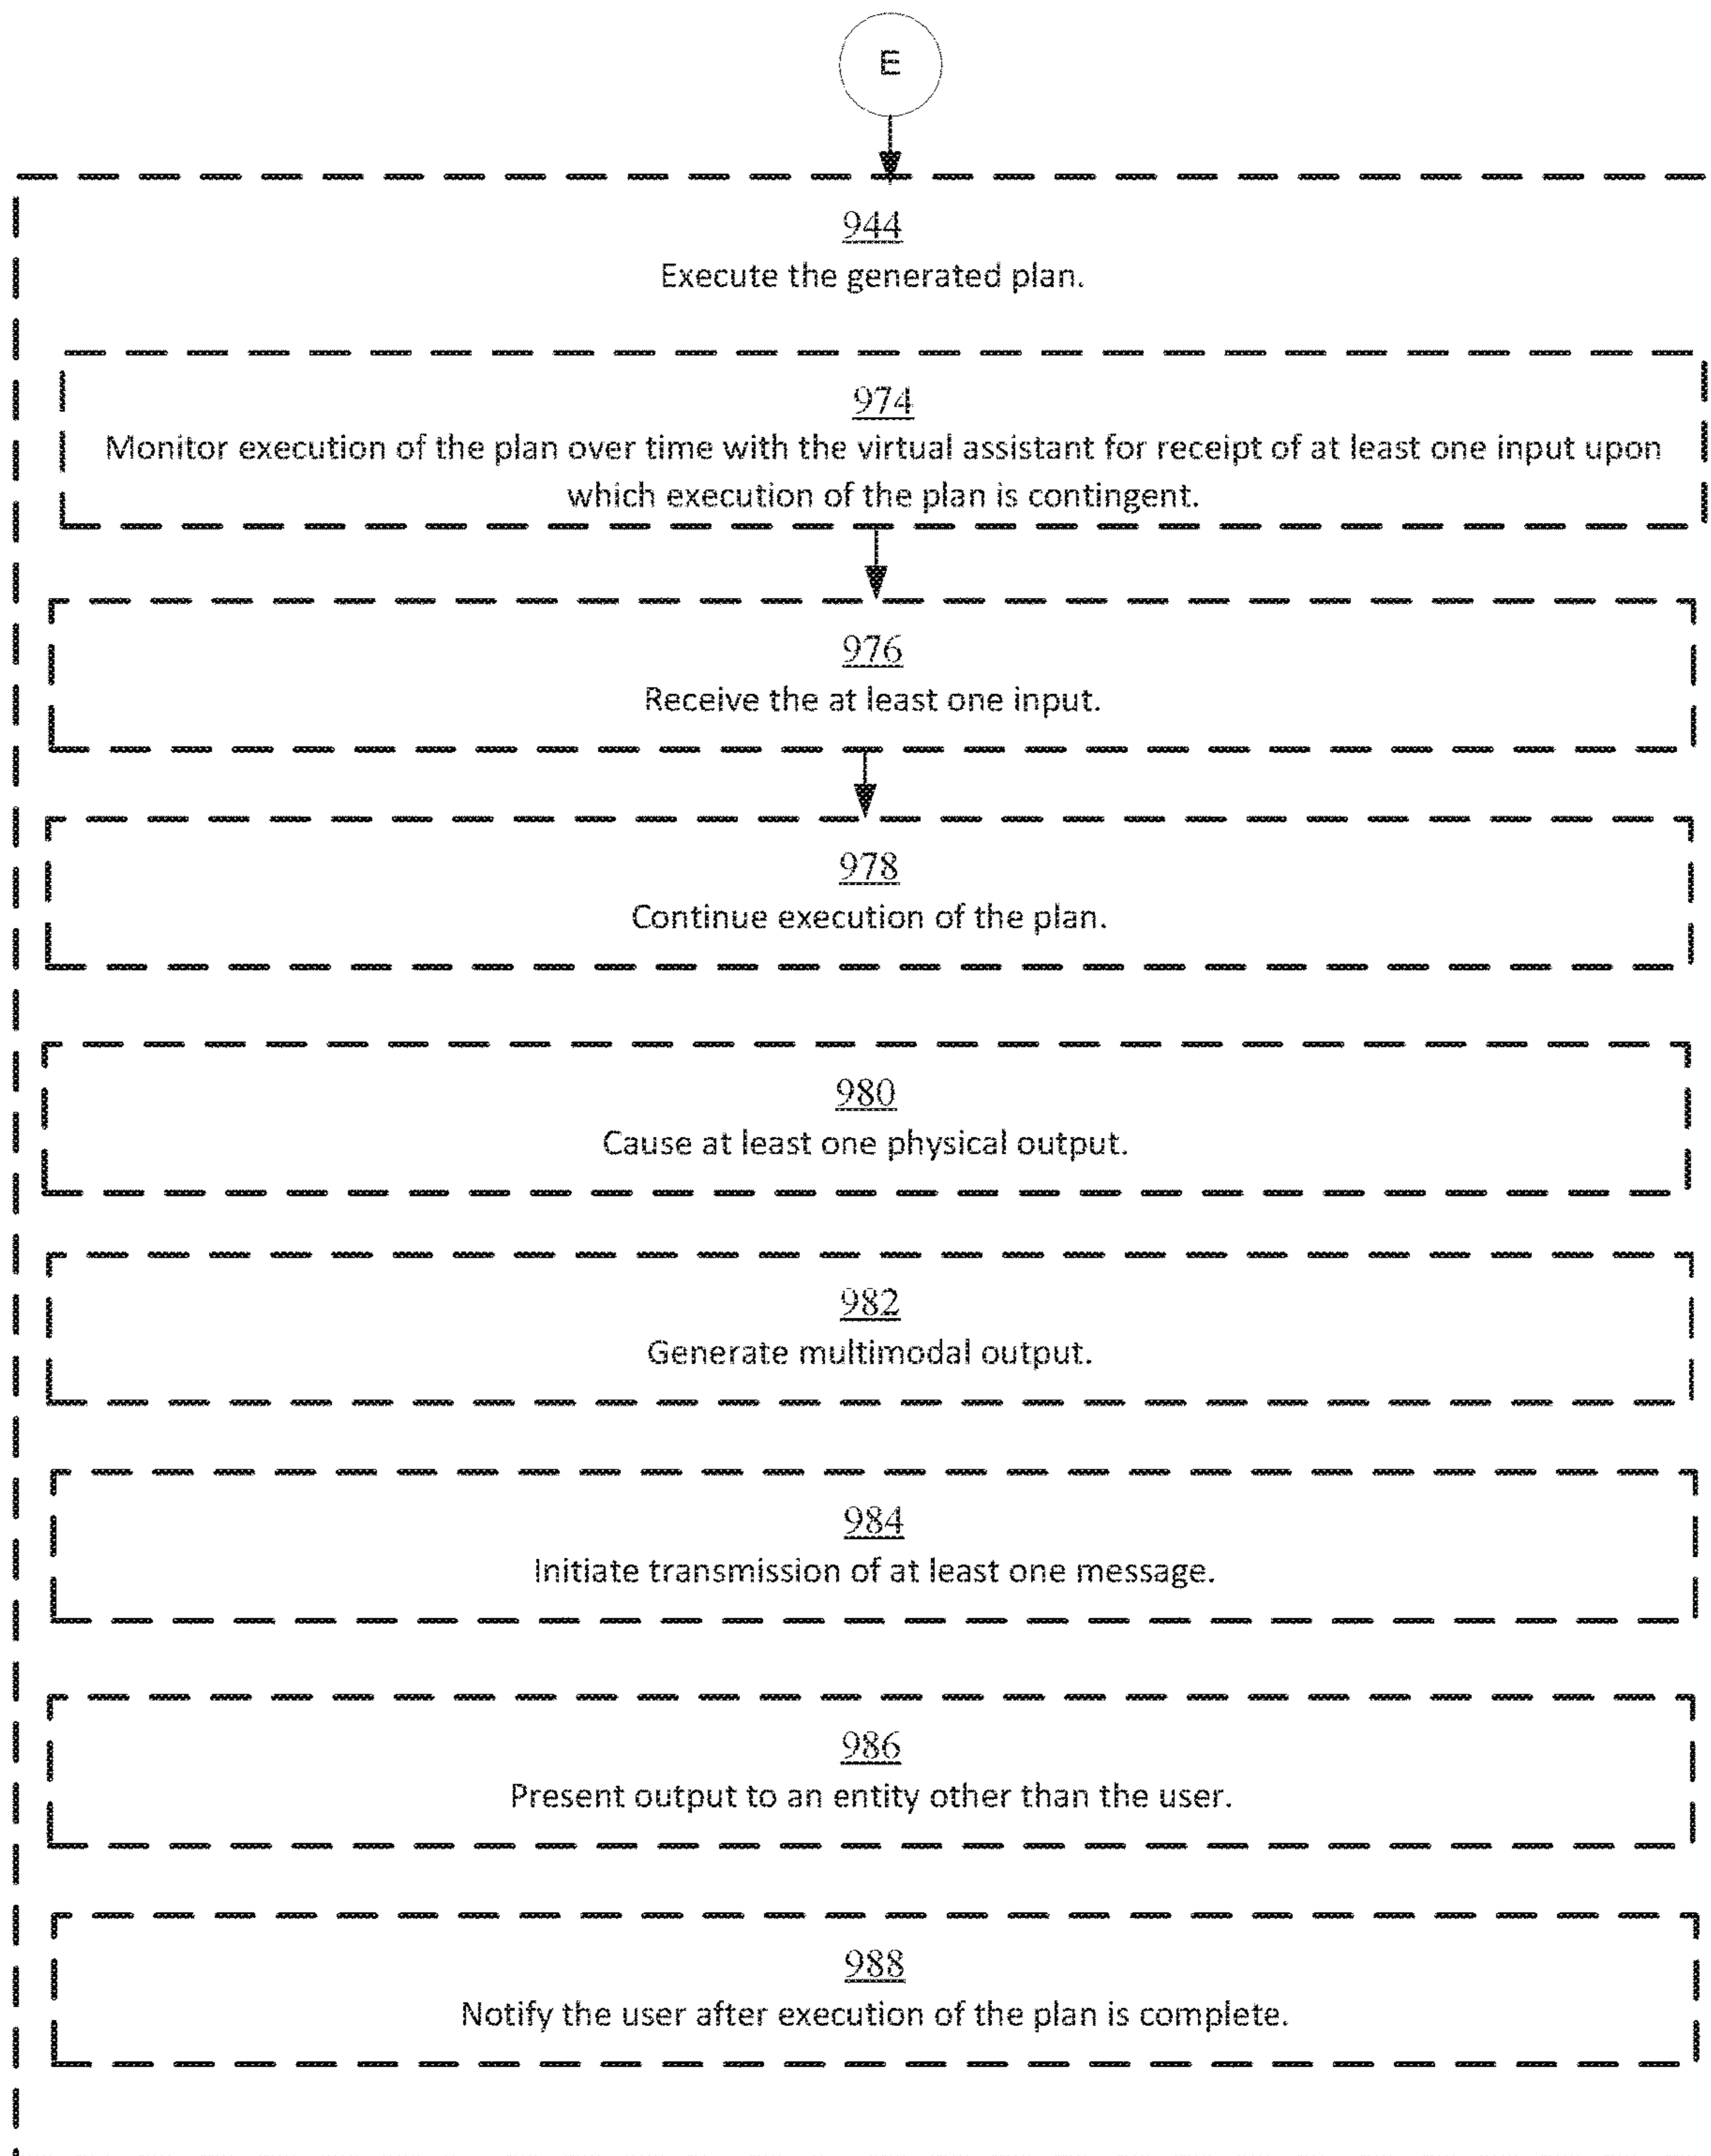 E
944
Execute the generated plan.
974
Monitor execution of the plan over time with the virtual assistant for receipt of at least one input upon
which execution of the plan is contingent.
976
Receive the at least one input.
978
Continue execution of the plan.
980
Cause at least one physical output.
982
Generate multimodal output.
984
Initiate transmission of at least one message.
986
Present output to an entity other than the user.
988
Notify the user after execution of the plan is complete.